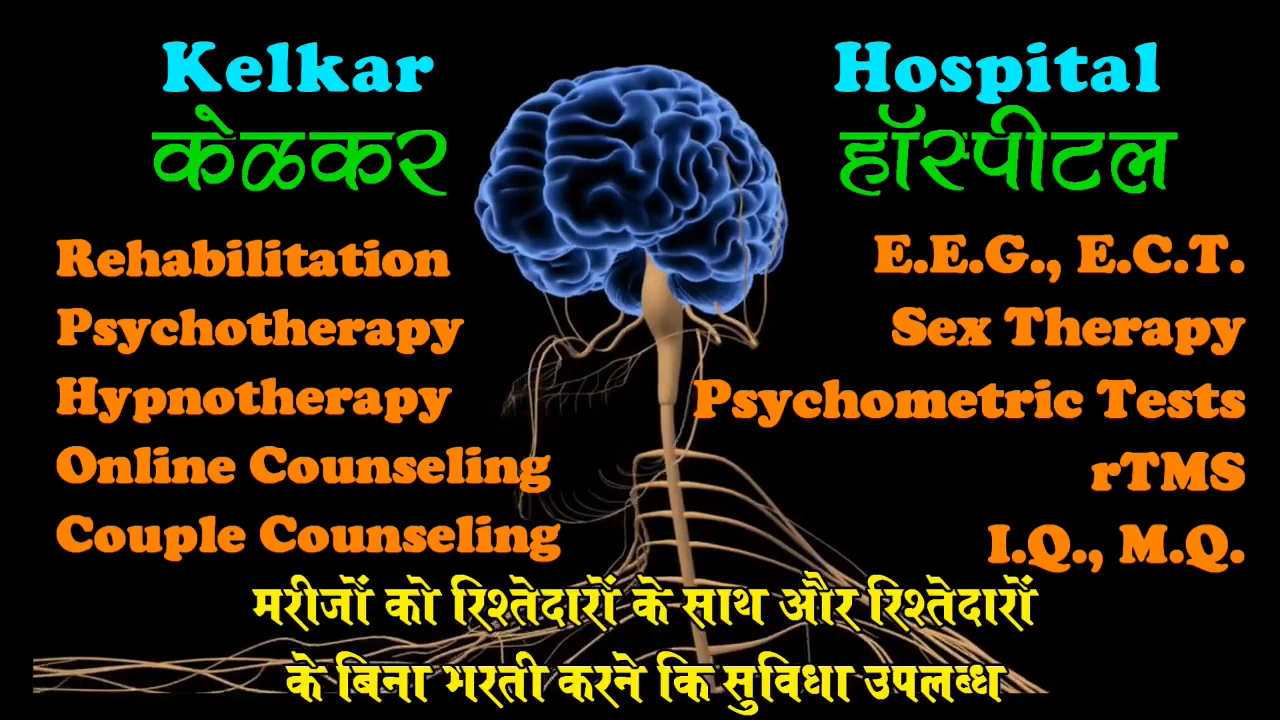 Kelkar Hospital
केळकर हॉस्पीटल
Rehabilitation
Psychotherapy
Hypnotherapy
Online Counseling
Couple Counseling
E.E.G., E.C.T.
Sex Therapy
Psychometric Tests
rTMS
I.Q., M.Q.
मरीजों को रिश्तेदारों के साथ और रिश्तेदारों
के बिना भरती करने कि सुविधा उपलब्ध